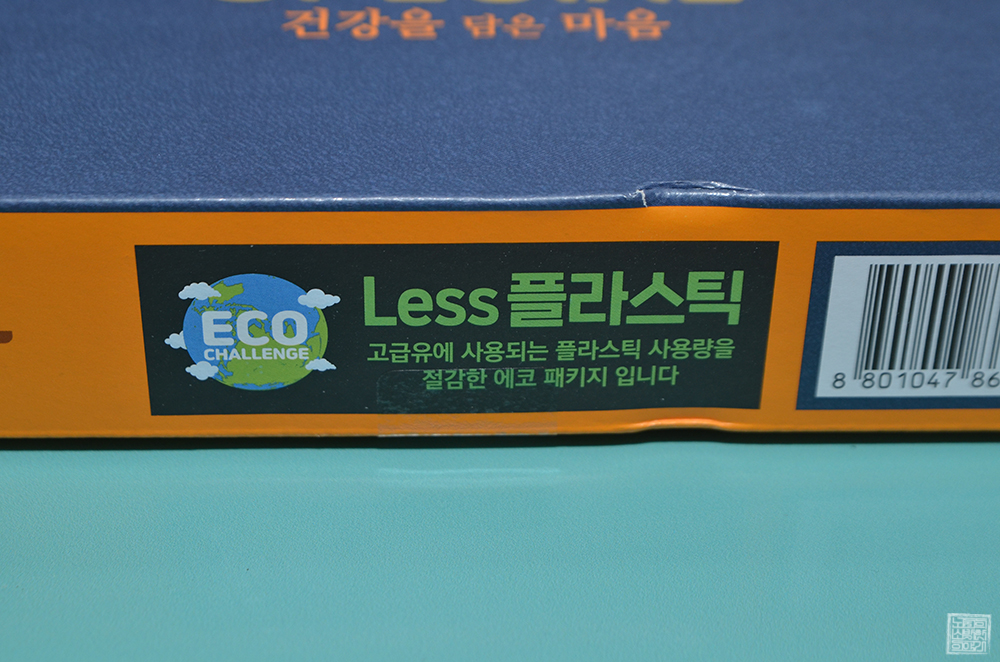 건강을 담은 마음
ECO
CHALLENGE
Less 플라스틱
고급유에 사용되는 플라스틱 사용량을
절감한 에코 패키지 입니다
8 801047 86